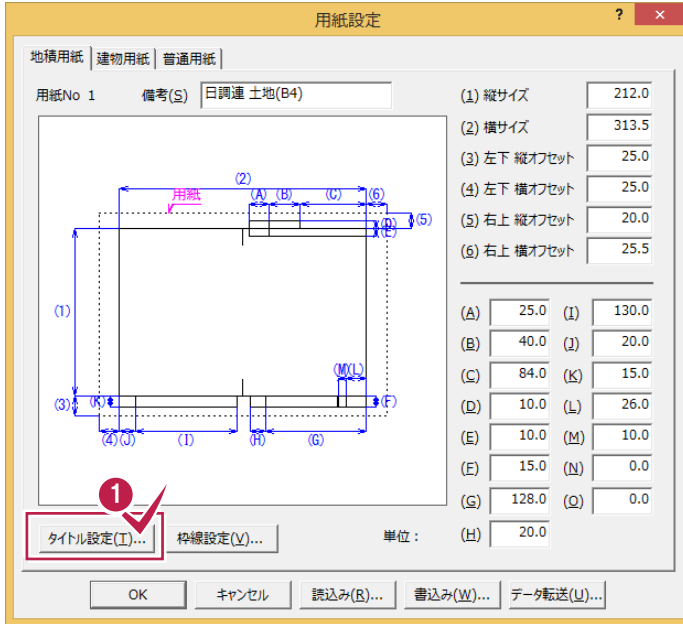 用紙設定
? ×
地積用紙 建物用紙 普通用紙
用紙No 1 備考(S) 日調連 土地(B4)
(1) 縦サイズ 212.0
(2) 横サイズ 313.5
(3) 左下 縦オフセット 25.0
(4) 左下 横オフセット 25.0
(5) 右上 縦オフセット 20.0
(6) 右上 横オフセット 25.5
(2)
用紙 (A) (B) (C) (6)
(D) (5)
(E)
(1)
(M)(L)
(3) (K) (F)
(4) (J) (I) (H) (G)
(A) 25.0 (I) 130.0
(B) 40.0 (J) 20.0
(C) 84.0 (K) 15.0
(D) 10.0 (L) 26.0
(E) 10.0 (M) 10.0
(F) 15.0 (N) 0.0
(G) 128.0 (O) 0.0
(H) 20.0
1
タイトル設定(T)... 枠線設定(V)... 単位：
OK キャンセル 読込み(R)... 書込み(W)... データ転送(U)...